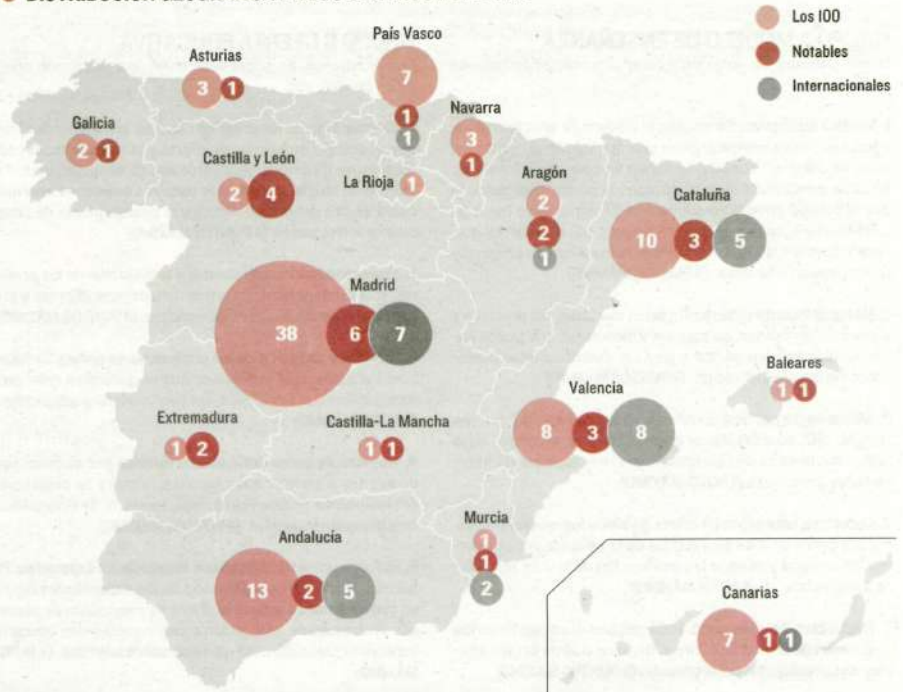 Los 100
Notables
Internacionales
País Vasco
7
1
1
Asturias
3 1
Navarra
3
1
Galicia
2 1
Castilla y León
2 4
La Rioja
1
Aragón
2
2
1
Cataluña
10 3 5
Madrid
38 6 7
Baleares
1 1
Valencia
8 3 8
Extremadura
1 2
Castilla-La Mancha
1 1
Murcia
1
1
2
Andalucía
13 2 5
Canarias
7 1 1